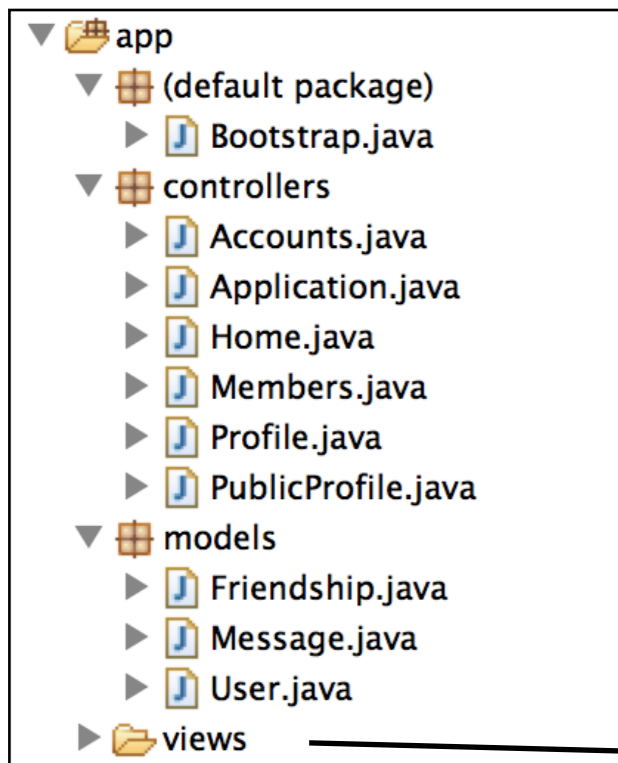 app
(default package)
Bootstrap.java
controllers
Accounts.java
Application.java
Home.java
Members.java
Profile.java
PublicProfile.java
models
Friendship.java
Message.java
User.java
views